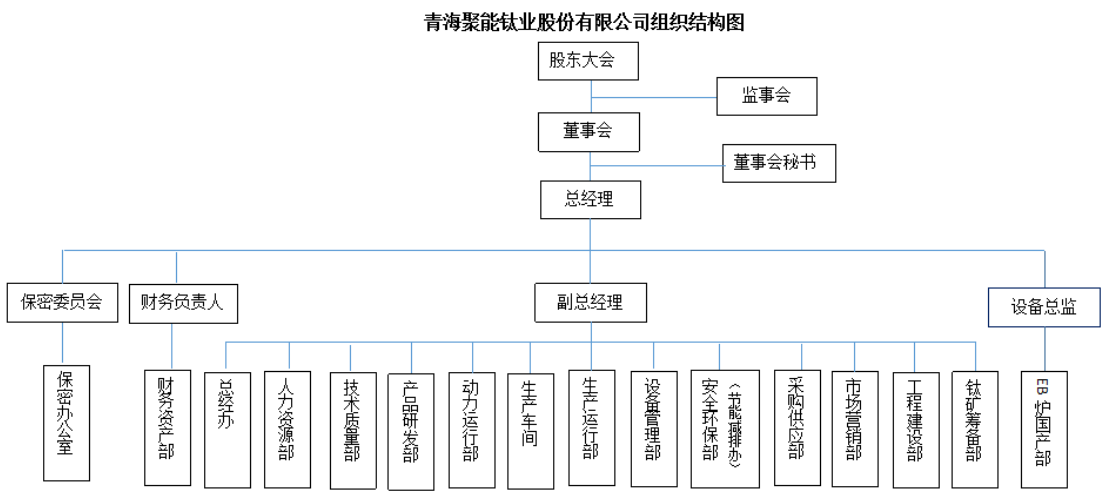 青海聚能钛业股份有限公司组织结构图
股东大会
监事会
董事会
董事会秘书
总经理
保密委员会
财务负责人
副总经理
设备总监
保密办公室
财务资产部
总经办
人力资源部
技术质量部
产品研发部
动力运行部
生产车间
生产运行部
设备管理部
安全环保部
（节能减排办）
采购供应部
市场营销部
工程建设部
钛矿筹备部
EB炉国产部